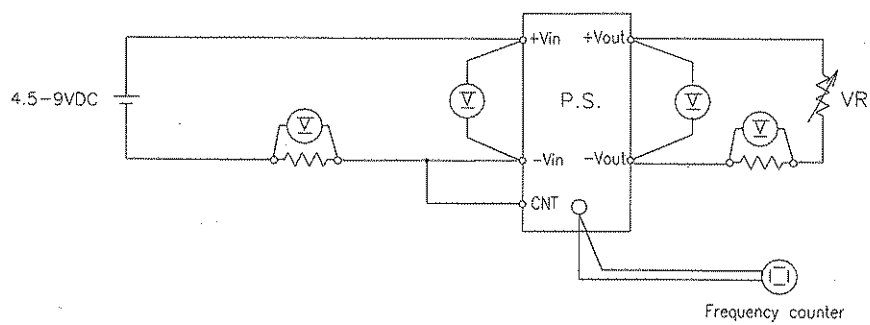 +Vin
+Vout
4.5-9VDC
V
V
P.S.
V
VR
V
-Vin
-Vout
CNT
Frequency counter